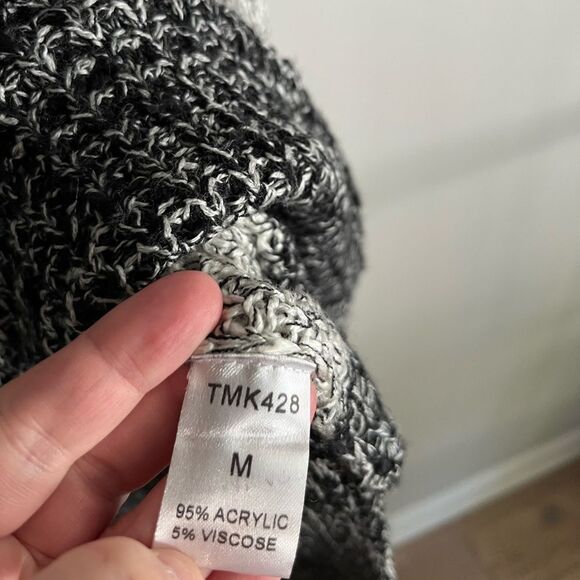 TMK428
M
95% ACRYLIC
5% VISCOSE